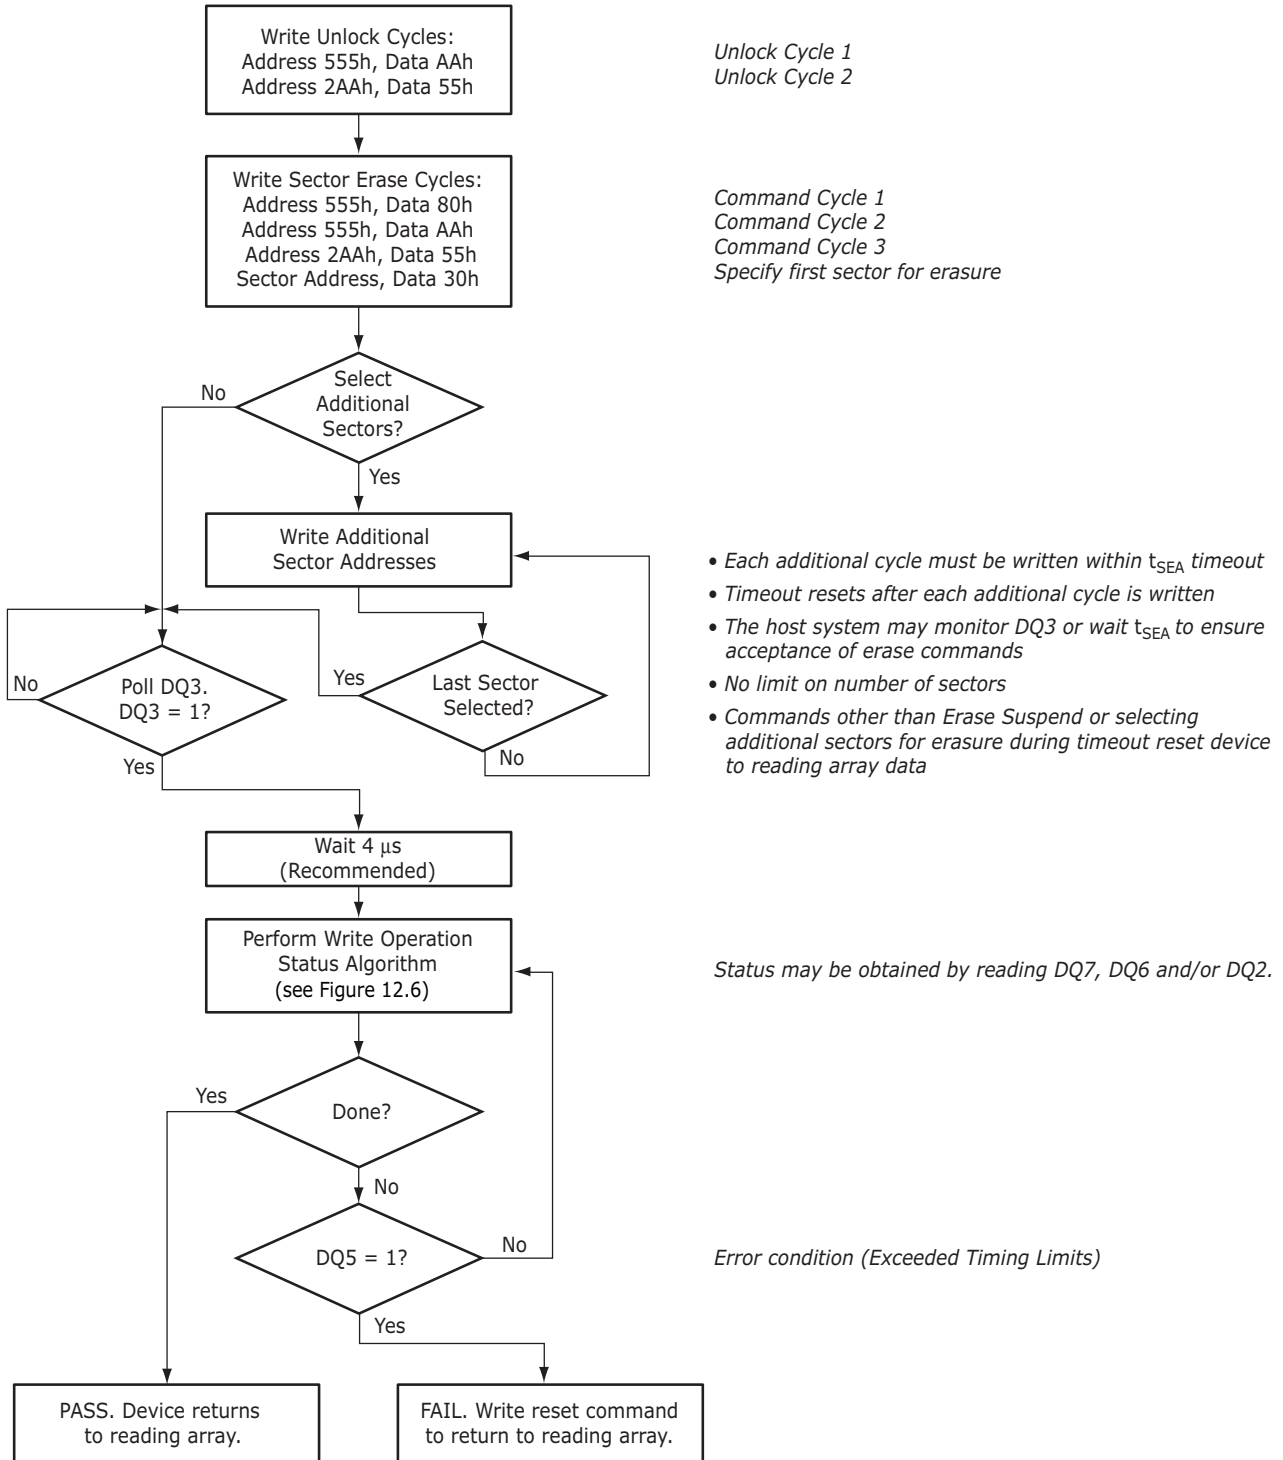 Write Unlock Cycles:
Address 555h, Data AAh
Address 2AAh, Data 55h
Unlock Cycle 1
Unlock Cycle 2
Write Sector Erase Cycles:
Address 555h, Data 80h
Address 555h, Data AAh
Address 2AAh, Data 55h
Sector Address, Data 30h
Command Cycle 1
Command Cycle 2
Command Cycle 3
Specify first sector for erasure
Select
Additional
Sectors?
No
Yes
Write Additional
Sector Addresses
• Each additional cycle must be written within tSEA timeout
• Timeout resets after each additional cycle is written
• The host system may monitor DQ3 or wait tSEA to ensure
acceptance of erase commands
• No limit on number of sectors
• Commands other than Erase Suspend or selecting
additional sectors for erasure during timeout reset device
to reading array data
No
Poll DQ3.
DQ3 = 1?
Yes
Yes
Last Sector
Selected?
No
Wait 4 μs
(Recommended)
Perform Write Operation
Status Algorithm
(see Figure 12.6)
Status may be obtained by reading DQ7, DQ6 and/or DQ2.
Yes
Done?
No
DQ5 = 1?
No
Error condition (Exceeded Timing Limits)
Yes
PASS. Device returns
to reading array.
FAIL. Write reset command
to return to reading array.